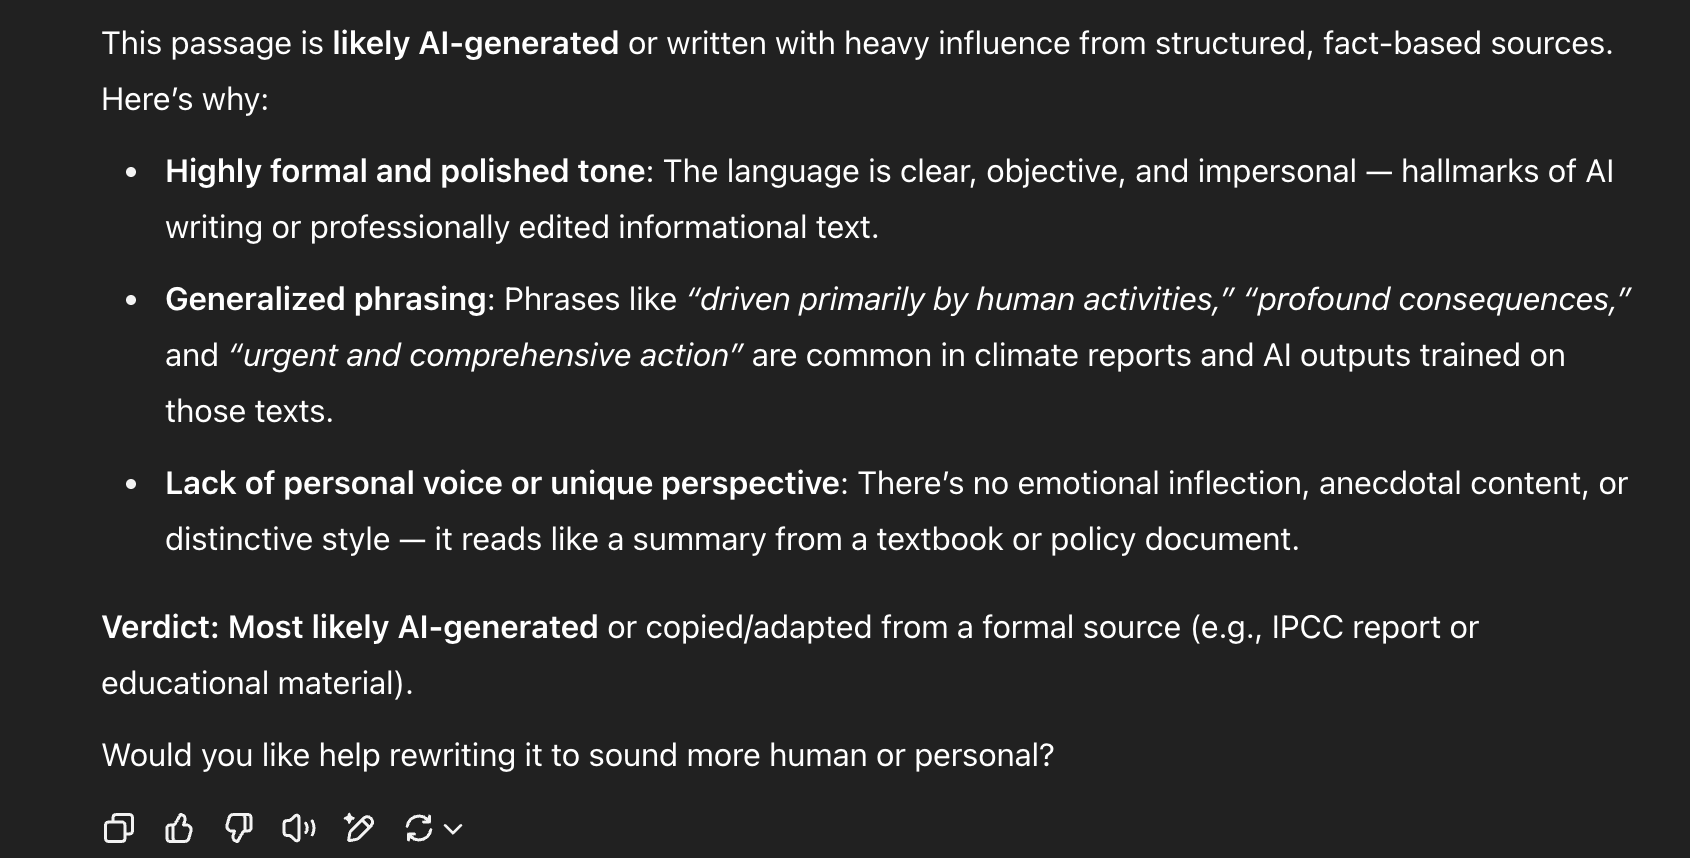 This passage is likely AI-generated or written with heavy influence from structured, fact-based sources.
Here’s why:
• Highly formal and polished tone: The language is clear, objective, and impersonal — hallmarks of AI
writing or professionally edited informational text.
• Generalized phrasing: Phrases like “driven primarily by human activities,” “profound consequences,”
and “urgent and comprehensive action” are common in climate reports and AI outputs trained on
those texts.
• Lack of personal voice or unique perspective: There’s no emotional inflection, anecdotal content, or
distinctive style — it reads like a summary from a textbook or policy document.
Verdict: Most likely AI-generated or copied/adapted from a formal source (e.g., IPCC report or
educational material).
Would you like help rewriting it to sound more human or personal?